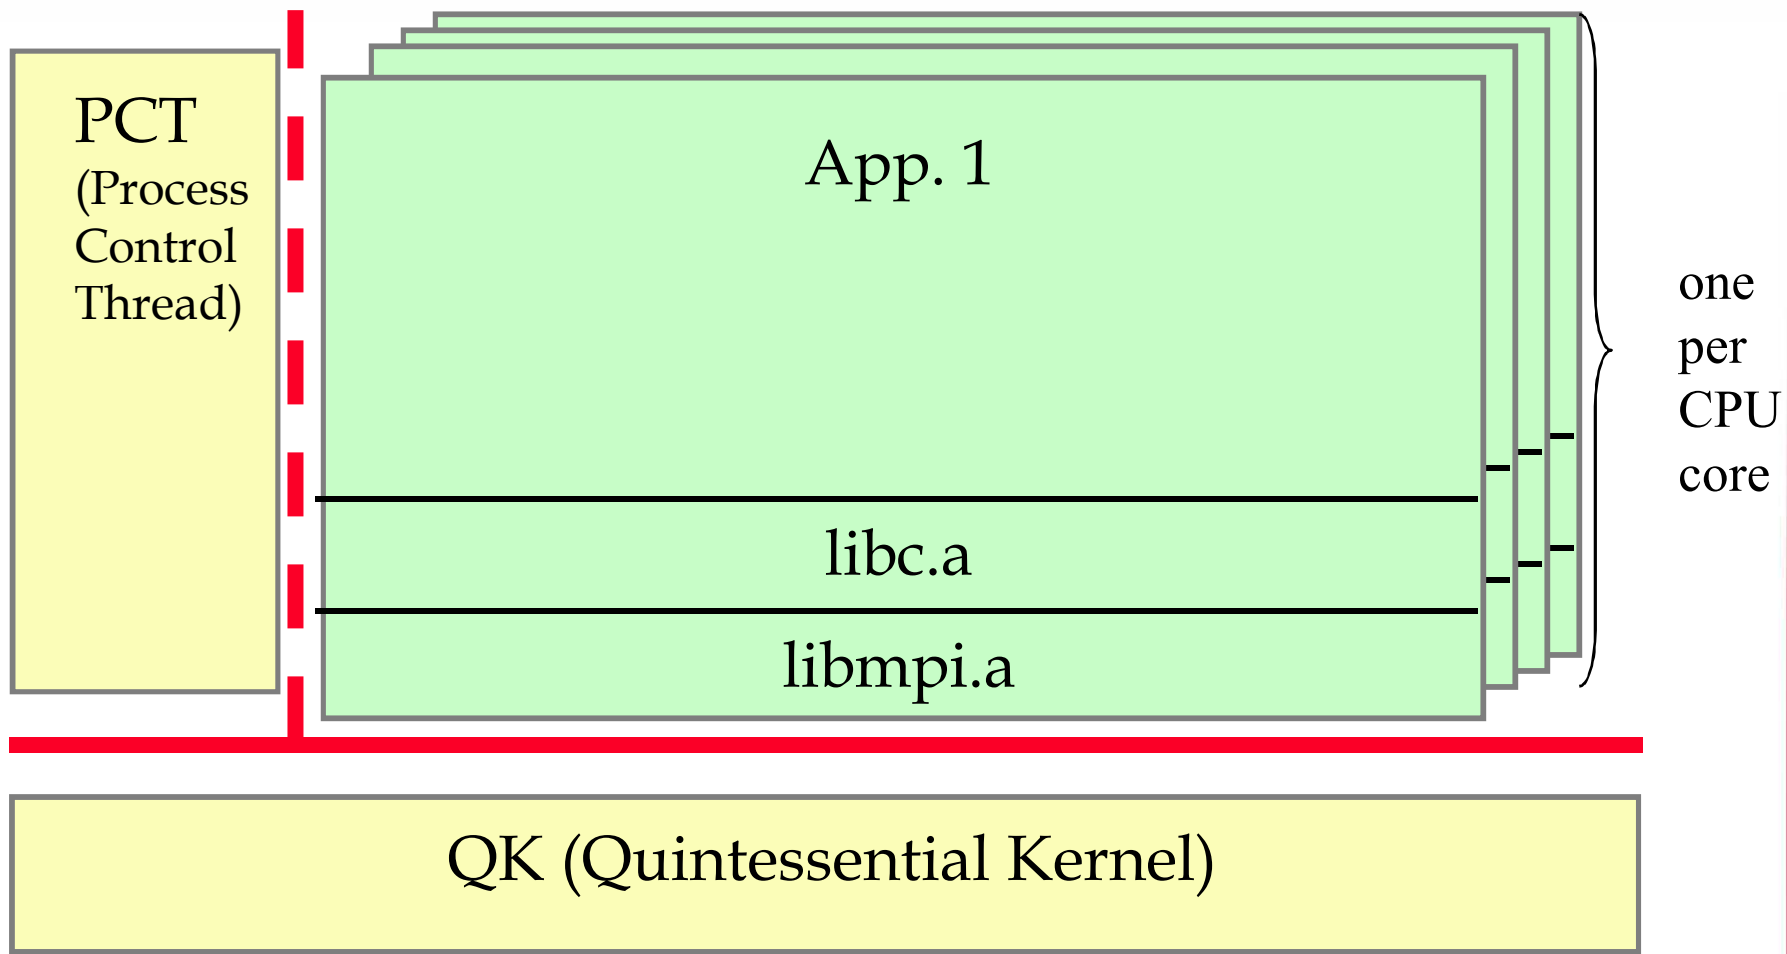 PCT
(Process
Control
Thread)
App. 1
libc.a
libmpi.a
one
per
CPU
core
QK (Quintessential Kernel)